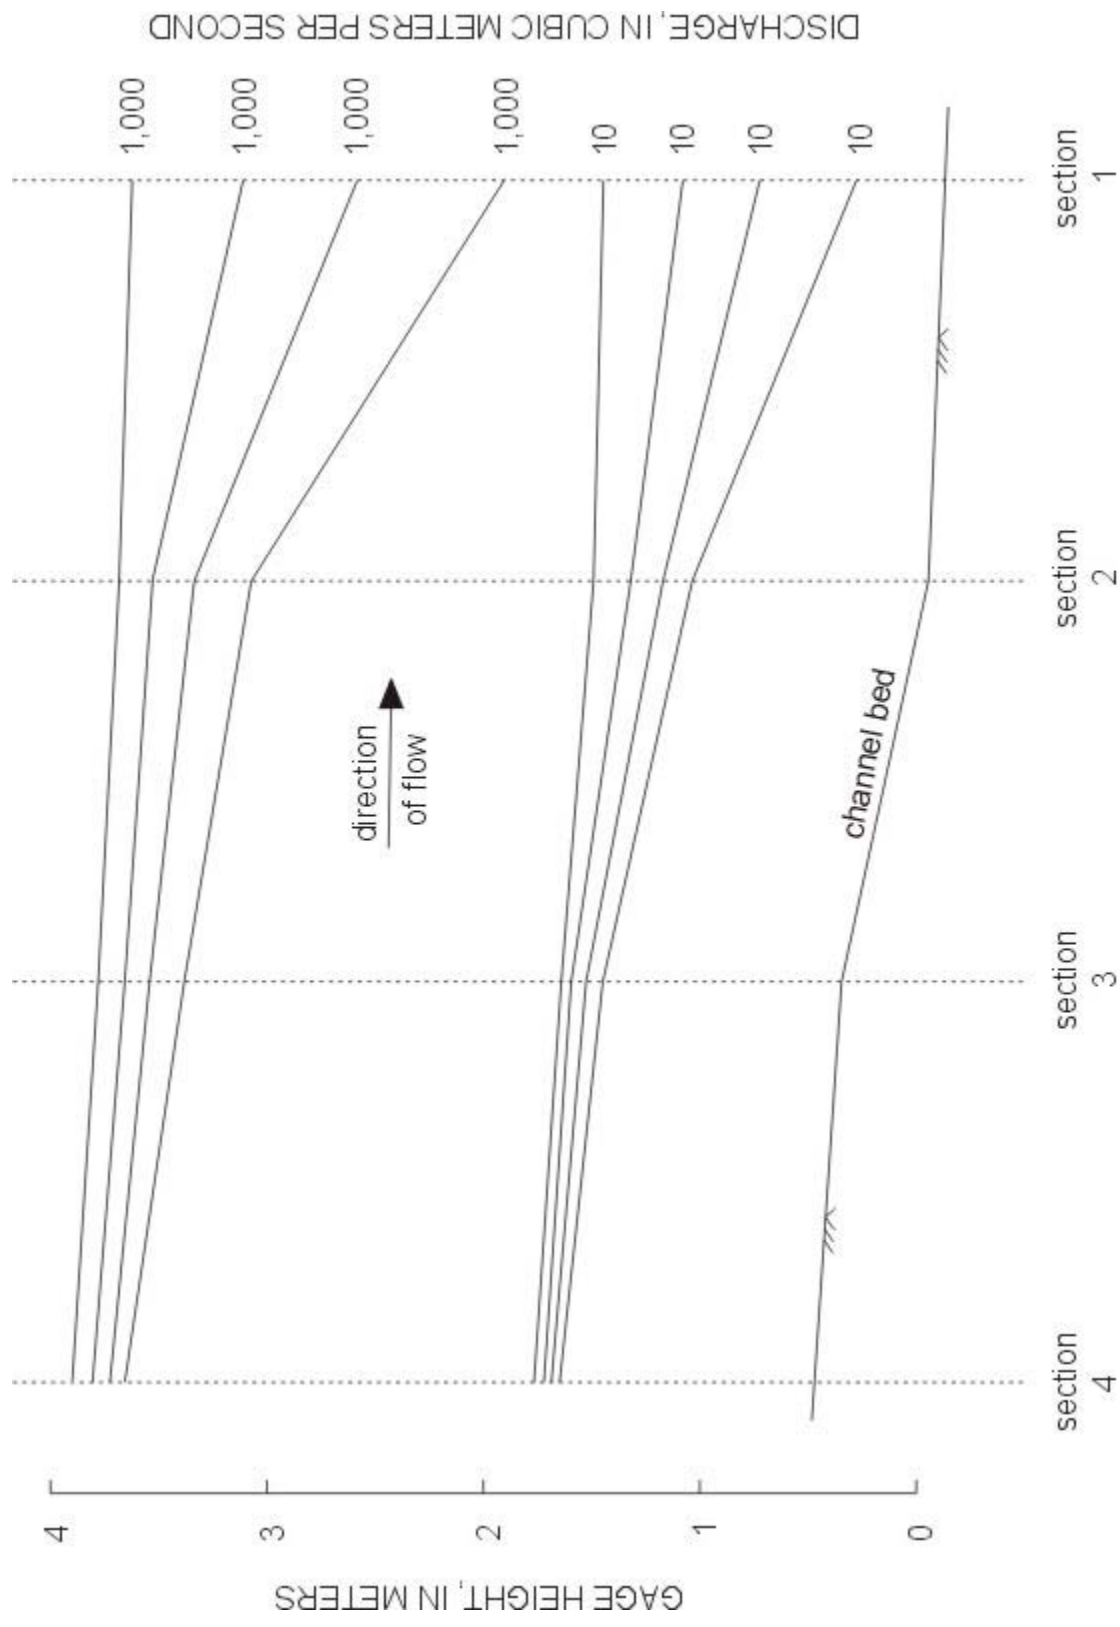 GAGE HEIGHT, IN METERS
4
3
2
1
0
direction
of flow
channel bed
section
4
section
3
section
2
section
1
1,000
1,000
1,000
1,000
10
10
10
10
DISCHARGE, IN CUBIC METERS PER SECOND